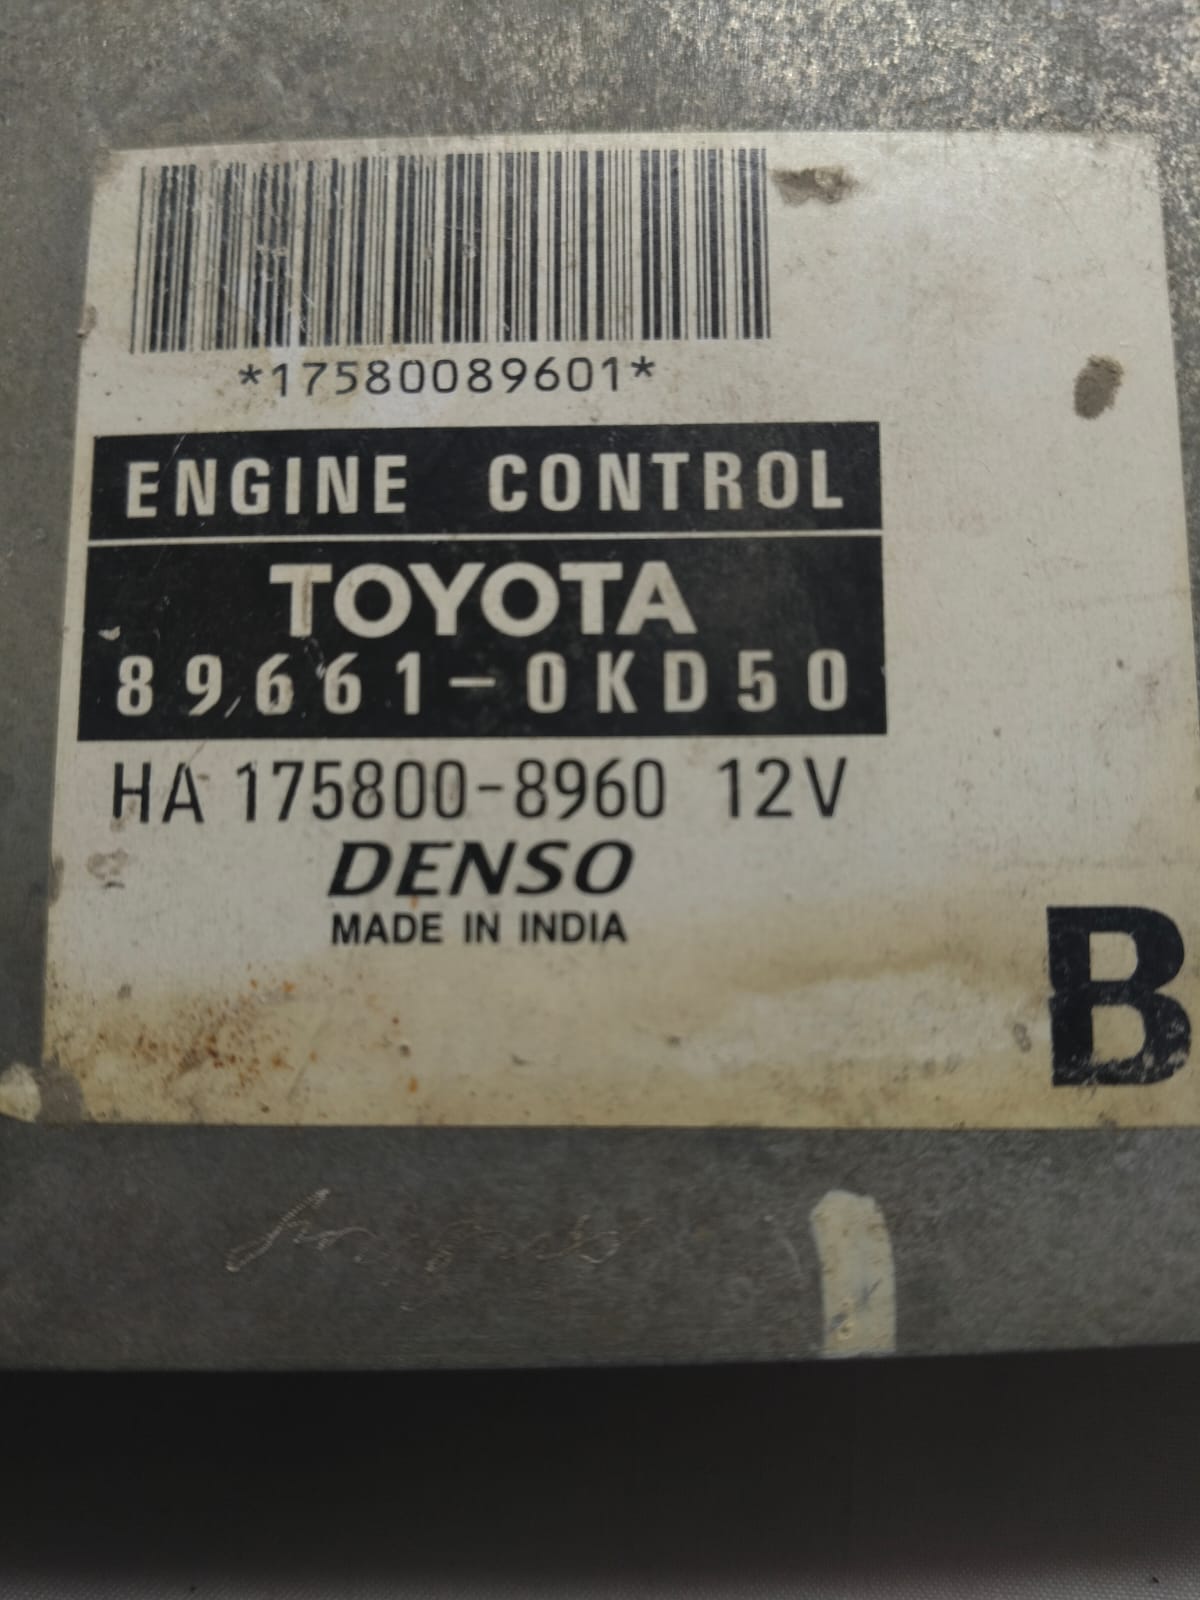 *17580089601*
ENGINE CONTROL
TOYOTA
89661-0KD50
HA 175800-8960 12V
DENSO
MADE IN INDIA
B